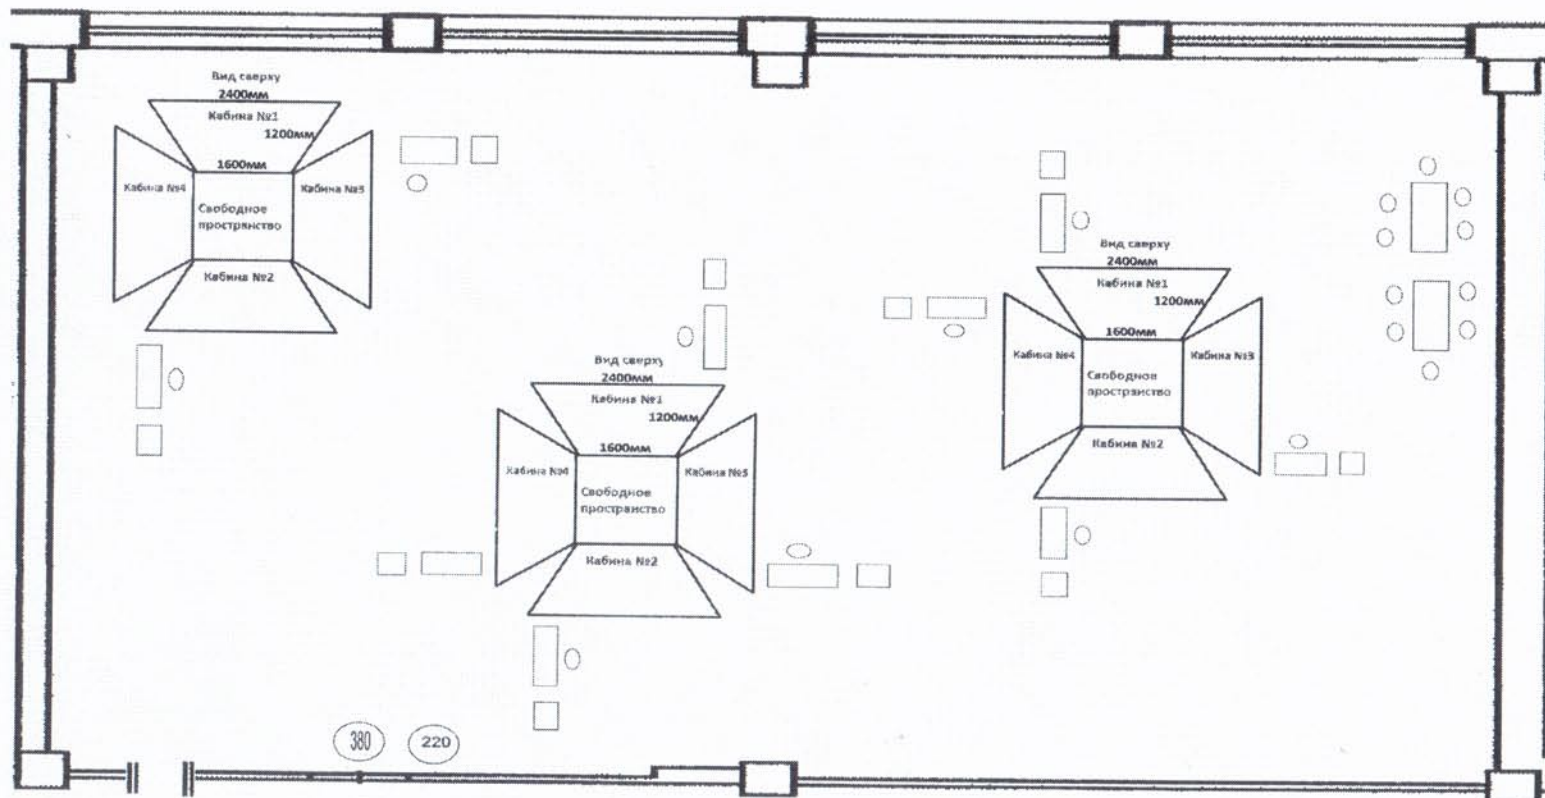 Вид сверху
2400мм
Кабина №1
1200мм
1600мм
Кабина №4
Кабина №3
Свободное
пространство
Кабина №2
Вид сверху
2400мм
Кабина №1
1200мм
1600мм
Кабина №4
Кабина №3
Свободное
пространство
Кабина №2
Вид сверху
2400мм
Кабина №1
1200мм
1600мм
Кабина №4
Кабина №3
Свободное
пространство
Кабина №2
380
220